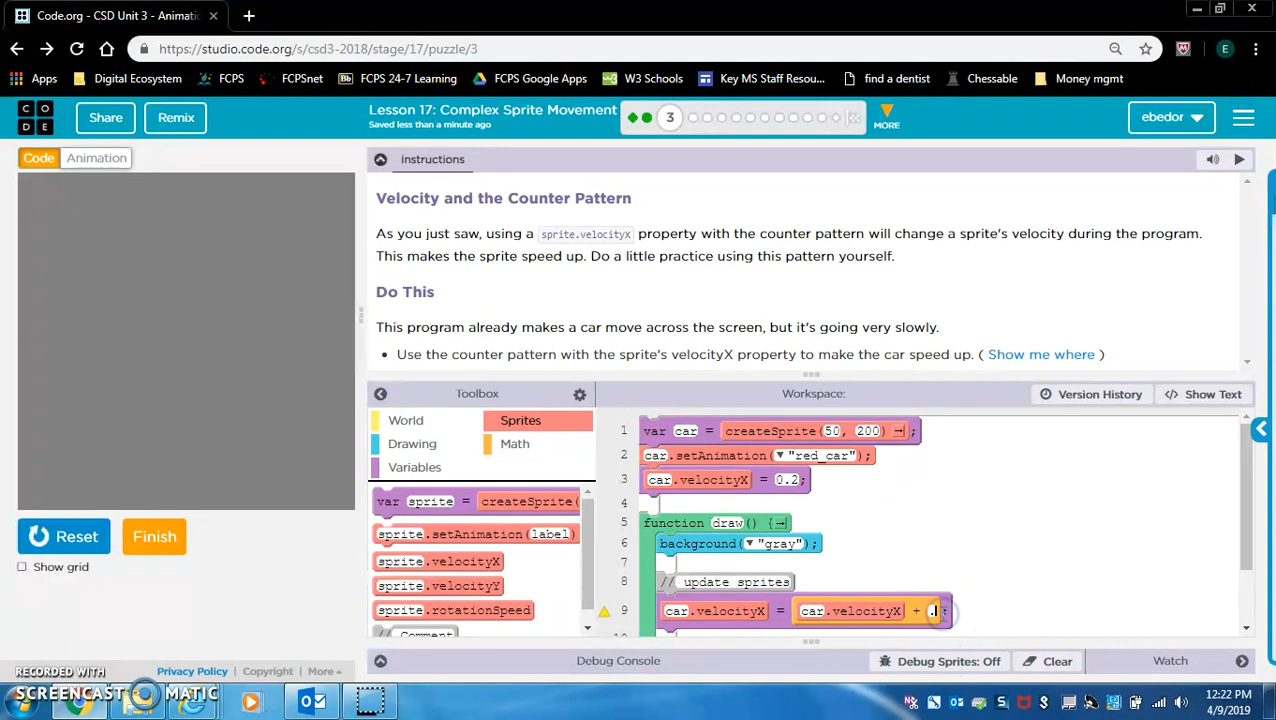 Code.org - CSD Unit 3 - Animatio
https://studio.code.org/s/csd3-2018/stage/17/puzzle/3
E
Apps Digital Ecosystem FCPS FCPSnet FCPS 24-7 Learning FCPS Google Apps W3 Schools Key MS Staff Resou... find a dentist Chessable Money mgmt
C O D E
Share
Remix
Lesson 17: Complex Sprite Movement
Saved less than a minute ago
3
MORE
ebedor
Code Animation
Instructions
Velocity and the Counter Pattern
As you just saw, using a sprite.velocityX property with the counter pattern will change a sprite's velocity during the program.
This makes the sprite speed up. Do a little practice using this pattern yourself.
Do This
This program already makes a car move across the screen, but it's going very slowly.
• Use the counter pattern with the sprite's velocityX property to make the car speed up. ( Show me where )
Toolbox
Workspace:
Version History
</> Show Text
World
Sprites
Drawing
Math
Variables
var sprite = createSprite(
sprite.setAnimation(label)
sprite.velocityX
sprite.velocityY
sprite.rotationSpeed
// Comment
1 var car = createSprite(50, 200);
2 car.setAnimation("red_car");
3 car.velocityX = 0.2;
4
5 function draw() {
6 background("gray");
7
8 // update sprites
9 car.velocityX = car.velocityX + .;
10
Reset
Finish
Show grid
Debug Console
Debug Sprites: Off
Clear
Watch
Privacy Policy | Copyright | More
RECORDED WITH
SCREENCAST MATIC
12:22 PM
4/9/2019